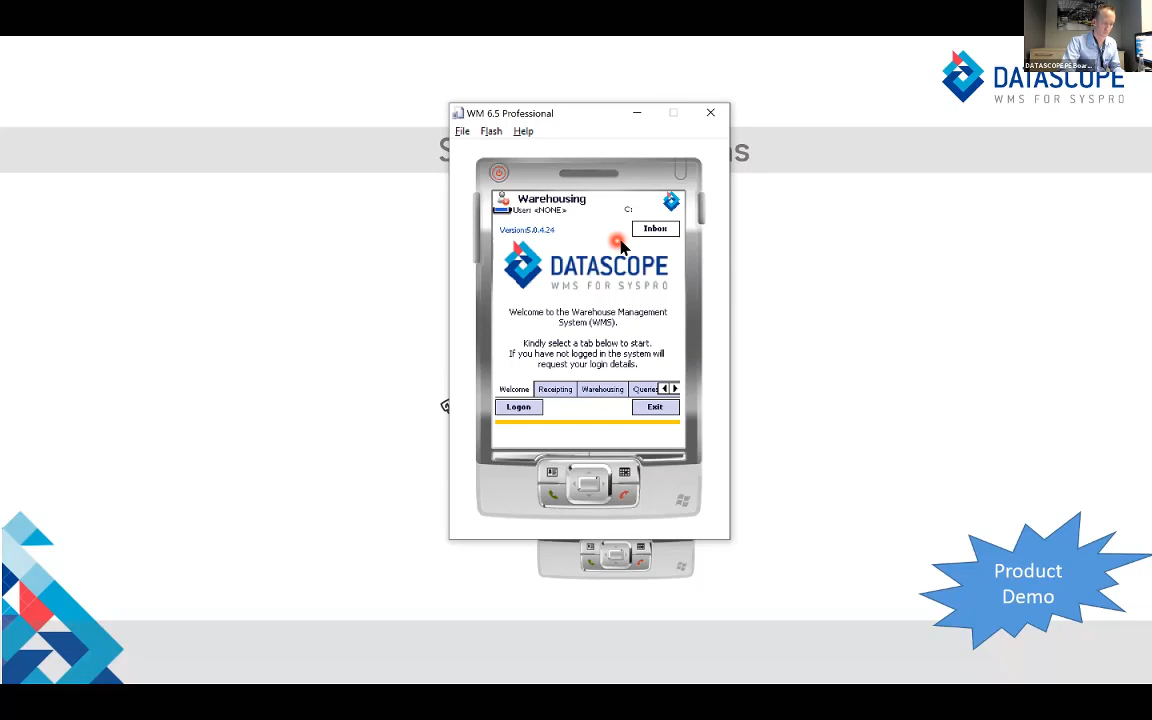 DATASCOPE Boar...
DATASCOPE
WMS FOR SYSPRO
WM 6.5 Professional
S
ns
File Flash Help
Warehousing
User: <NONE> C:
Version:5.0.4.24
Inbox
DATASCOPE
WMS FOR SYSPRO
Welcome to the Warehouse Management
System (WMS).
Kindly select a tab below to start.
If you have not logged in the system will
request your login details.
Welcome Receipting Warehousing Queries
Logon Exit
Product
Demo